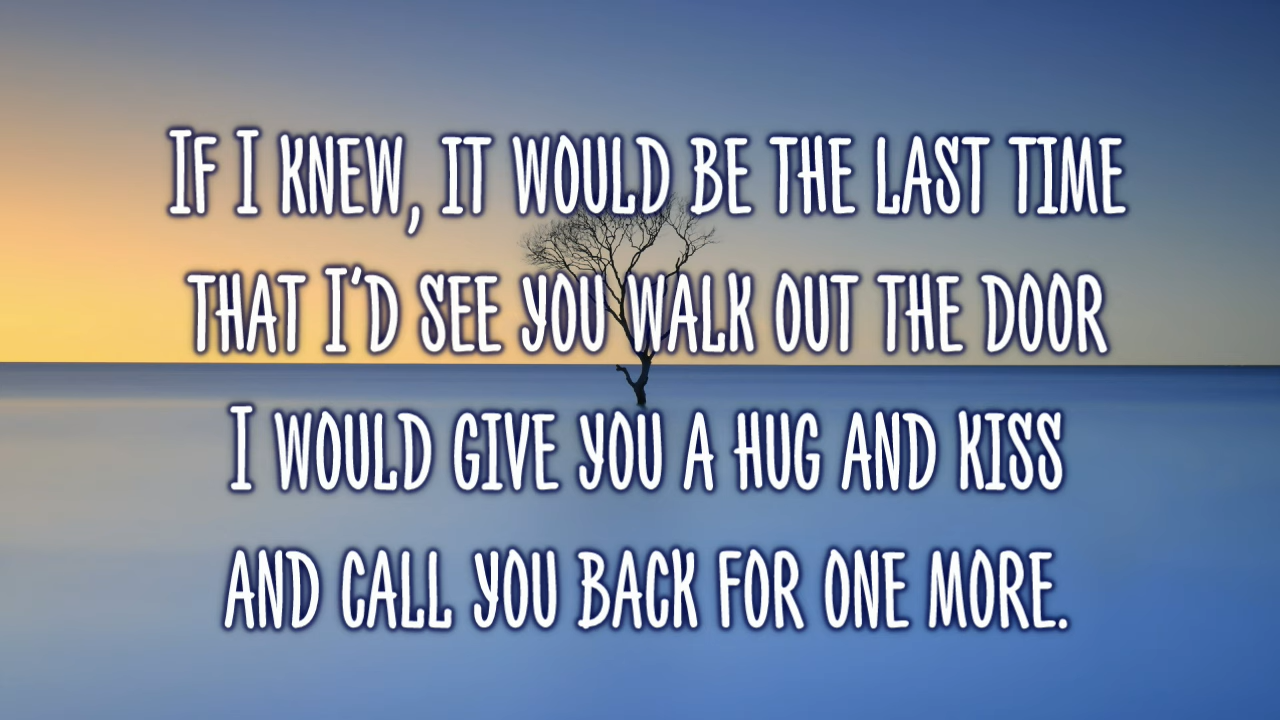 If I knew, it would be the last time
that I'd see you walk out the door
I would give you a hug and kiss
and call you back for one more.